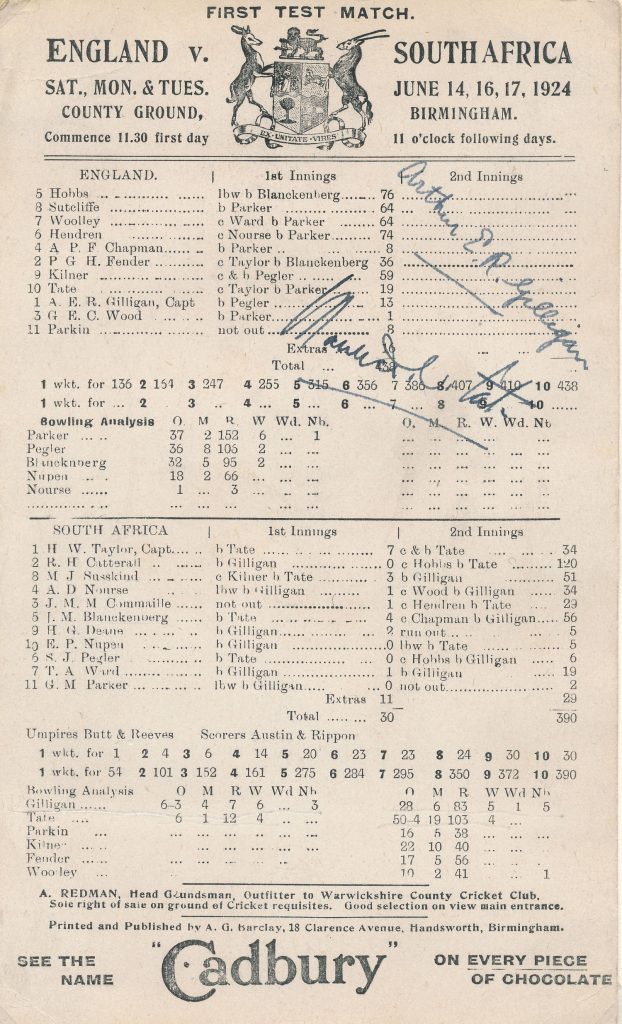 FIRST TEST MATCH.
ENGLAND v. SOUTH AFRICA
SAT., MON. & TUES. JUNE 14, 16, 17, 1924
COUNTY GROUND, BIRMINGHAM.
Commence 11.30 first day 11 o'clock following days.
EX·UNITATE·VIRES
ENGLAND. 1st Innings 2nd Innings
5 Hobbs lbw b Blanckenberg 76
8 Sutcliffe b Parker 64
7 Woolley c Ward b Parker 64
6 Hendren c Nourse b Parker 74
4 A P. F Chapman b Parker 8
2 P G H. Fender c Taylor b Blanckenberg 36
9 Kilner c & b Pegler 59
10 Tate c Taylor b Parker 19
1 A. E. R. Gilligan, Capt b Pegler 13
3 G E. C. Wood b Parker 1
11 Parkin not out 8
Extras 16
Total
Arthur E. R. Gilligan
1 wkt. for 136 2 164 3 247 4 255 5 315 6 356 7 386 8 407 9 410 10 438
1 wkt. for ... 2 ... 3 ... 4 ... 5 ... 6 ... 7 ... 8 ... 9 ... 10 ...
Bowling Analysis O. M R. W Wd. Nb. O. M. R. W. Wd. Nb
Parker 37 2 152 6 ... 1
Pegler 36 8 106 2
Blancknberg 32 5 95 2
Nupen 18 2 66
Nourse 1 ... 3
SOUTH AFRICA 1st Innings 2nd Innings
1 H W. Taylor, Capt. b Tate 7 c & b Tate 34
2 R. H Catterall b Gilligan 0 c Hobbs b Tate 120
8 M J Susskind c Kilner b Tate 3 b Gilligan 51
4 A. D Nourse lbw b Gilligan 1 c Wood b Gilligan 34
3 J. M. M Commaille not out 1 c Hendren b Tate 29
5 J. M. Blanckenberg b Tate 4 c Chapman b Gilligan 56
9 H G. Deane b Gilligan 2 run out 5
10 E. P. Nupen b Gilligan 0 lbw b Tate 5
6 S. J. Pegler b Tate 0 c Hobbs b Gilligan 6
7 T. A Ward b Gilligan 1 b Gilligan 19
11 G. M Parker lbw b Gilligan 0 not out 2
Extras 11 29
Total 30 390
Umpires Butt & Reeves Scorers Austin & Rippon
1 wkt. for 1 2 4 3 6 4 14 5 20 6 23 7 23 8 24 9 30 10 30
1 wkt. for 54 2 101 3 152 4 161 5 275 6 284 7 295 8 350 9 372 10 390
Bowling Analysis O M R W Wd Nb. O M R W Wd Nb
Gilligan 6-3 4 7 6 ... 3 28 6 83 5 1 5
Tate 6 1 12 4 50-4 19 103 4
Parkin 16 5 38
Kilner 22 10 40
Fender 17 5 56
Woolley 10 2 41 ... ... 1
A. REDMAN, Head Gioundsman, Outfitter to Warwickshire County Cricket Club,
Sole right of sale on ground of Cricket requisites. Good selection on view main entrance.
Printed and Published by A. G. Barclay, 18 Clarence Avenue, Handsworth, Birmingham.
SEE THE NAME "Cadbury" ON EVERY PIECE OF CHOCOLATE